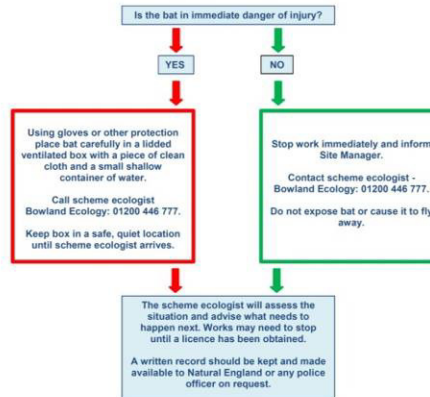 Is the bat in immediate danger of injury?
YES
NO
Using gloves or other protection
place bat carefully in a lidded
ventilated box with a piece of clean
cloth and a small shallow
container of water.
Call scheme ecologist
Bowland Ecology: 01200 446 777.
Keep box in a safe, quiet location
until scheme ecologist arrives.
Stop work immediately and inform
Site Manager.
Contact scheme ecologist -
Bowland Ecology: 01200 446 777.
Do not expose bat or cause it to fly
away.
The scheme ecologist will assess the
situation and advise what needs to
happen next. Works may need to stop
until a licence has been obtained.
A written record should be kept and made
available to Natural England or any police
officer on request.